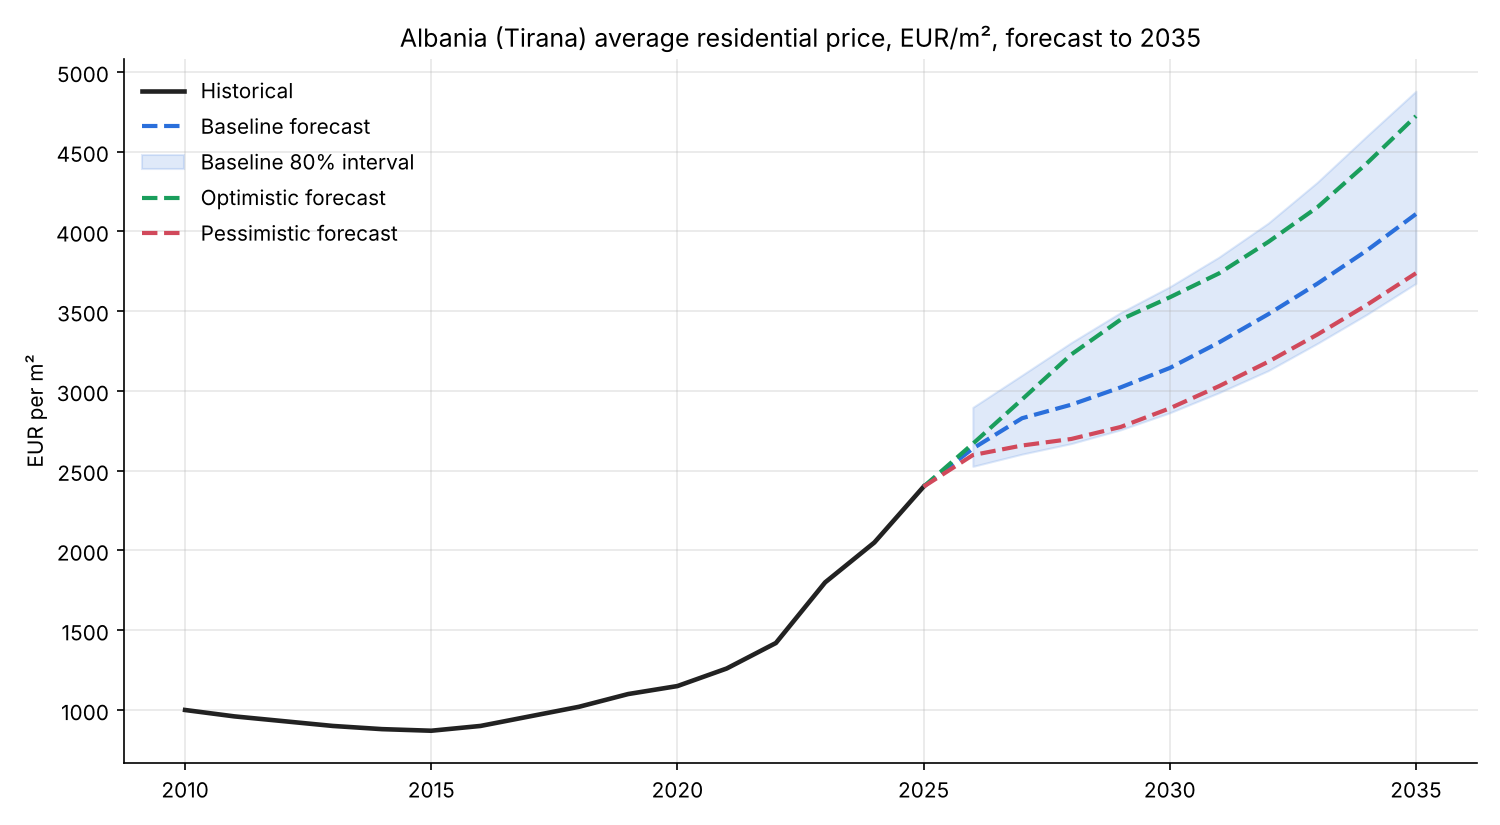 Albania (Tirana) average residential price, EUR/m², forecast to 2035
EUR per m²
5000
4500
4000
3500
3000
2500
2000
1500
1000
Historical
Baseline forecast
Baseline 80% interval
Optimistic forecast
Pessimistic forecast
2010 2015 2020 2025 2030 2035